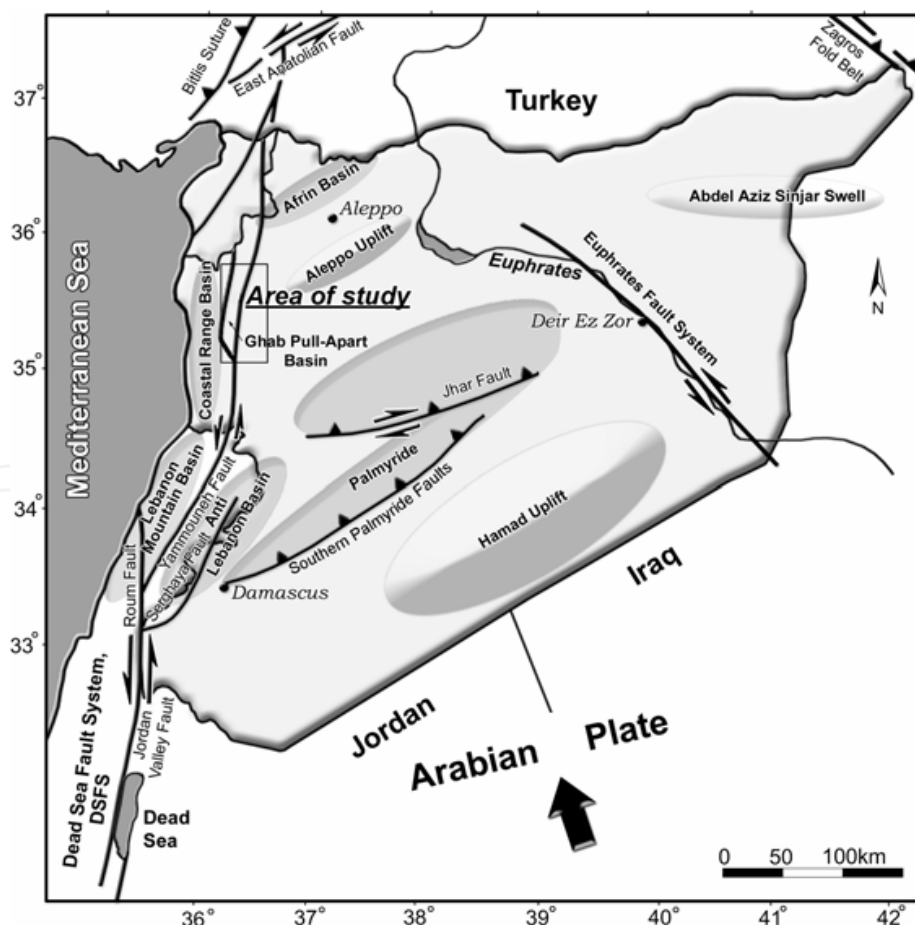 Bitlis Suture
East Anatolian Fault
Zagros
Fold Belt
37°
Turkey
Afrin Basin
Abdel Aziz Sinjar Swell
Aleppo
36°
Aleppo Uplift
Euphrates
Euphrates Fault System
Mediterranean Sea
Coastal Range Basin
Area of study
N
Deir Ez Zor
Ghab Pull-Apart
Basin
35°
Jhar Fault
Lebanon
Mountain Basin
Yammouneh Fault
Palmyride
34°
Anti
Lebanon Basin
Southern Palmyride Faults
Hamad Uplift
Serghaya Fault
Roum Fault
Damascus
Iraq
33°
Jordan
Dead Sea Fault System,
DSFS
Jordan
Valley Fault
Arabian Plate
Dead
Sea
0 50 100km
36° 37° 38° 39° 40° 41° 42°